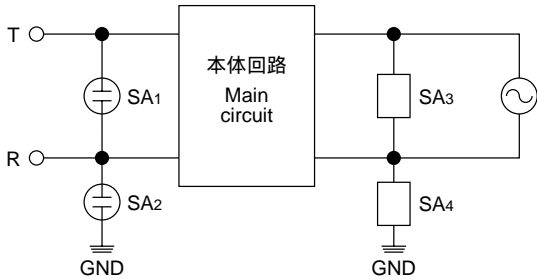 T
本体回路
Main
circuit
SA1
SA3
R
SA2
SA4
GND
GND